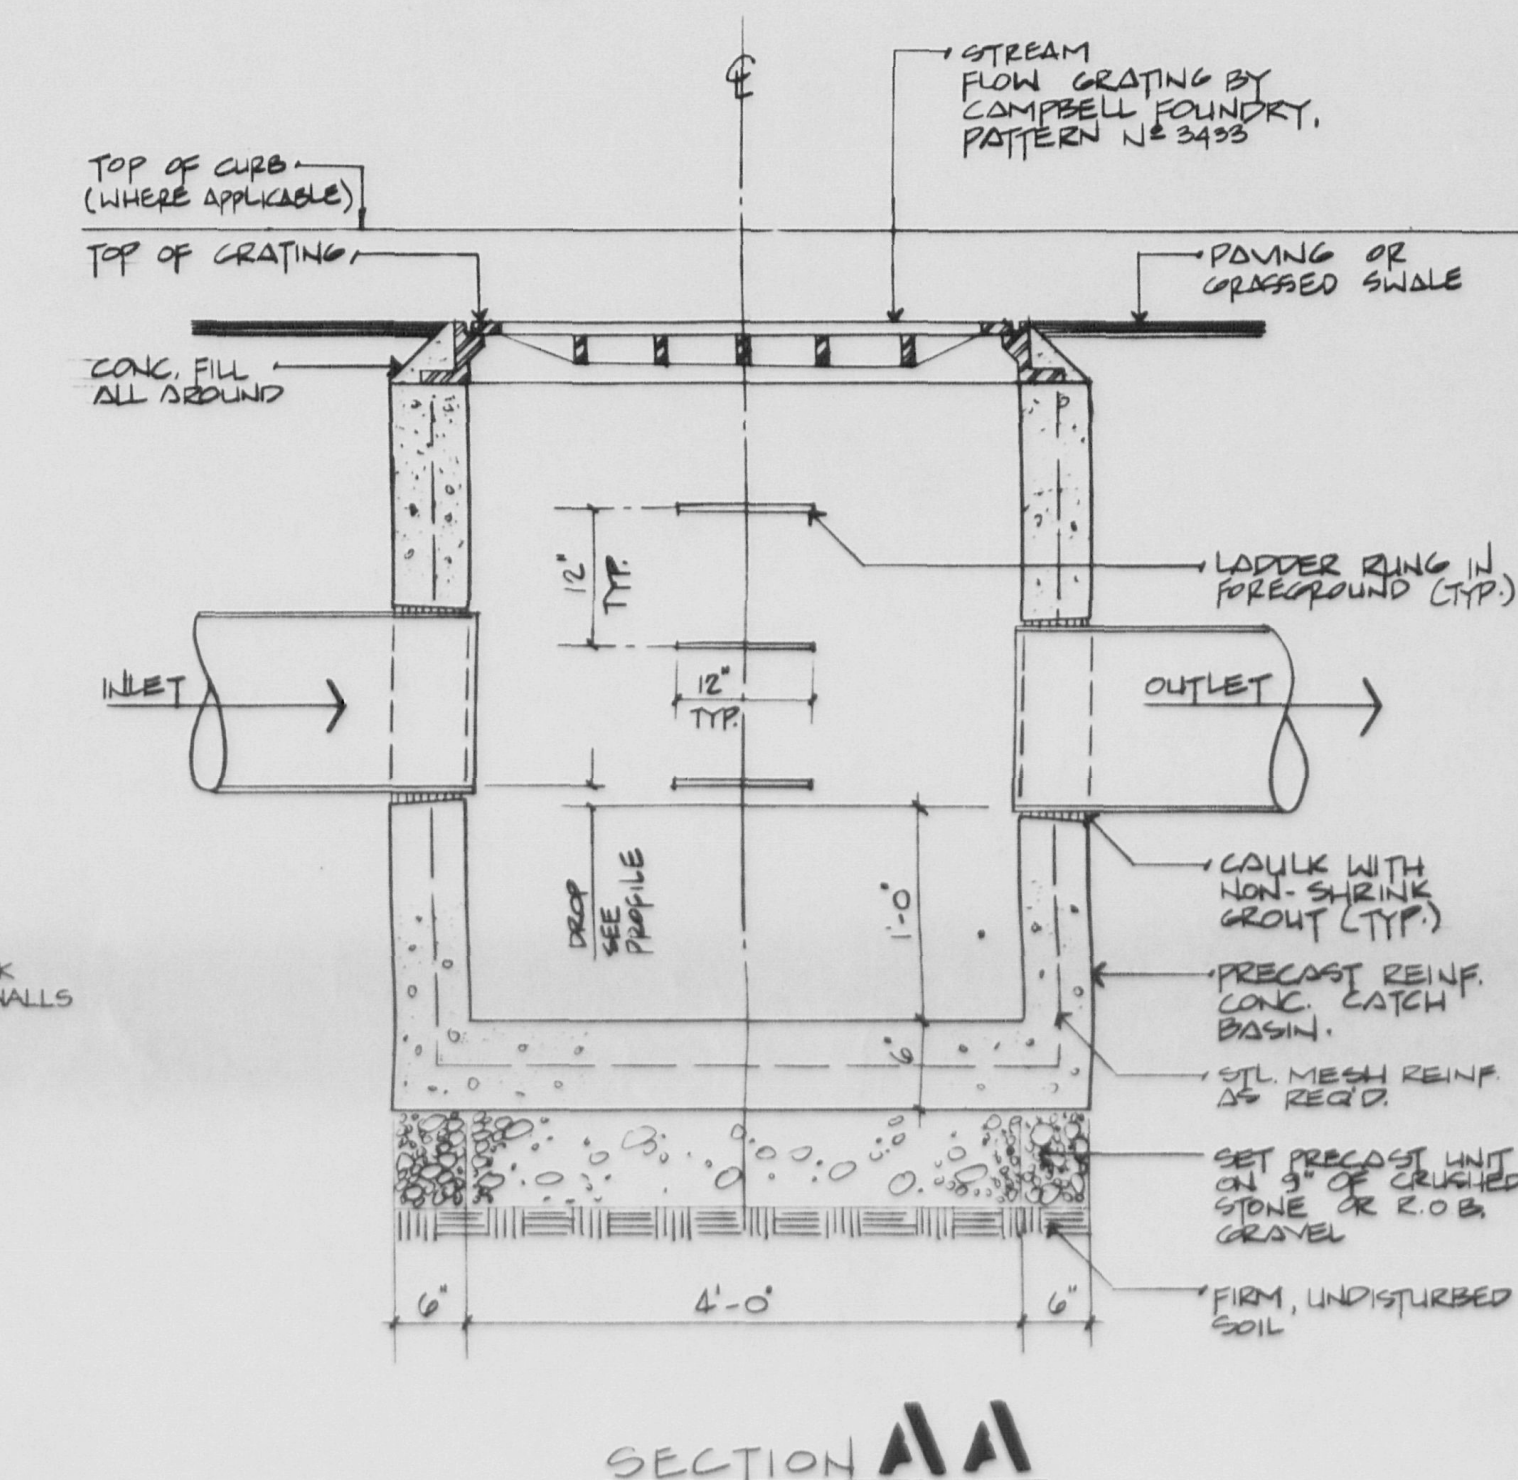 ℄
STREAM
FLOW GRATING BY
CAMPBELL FOUNDRY,
PATTERN Nº 3433
TOP OF CURB
(WHERE APPLICABLE)
TOP OF GRATING
PAVING OR
GRASSED SWALE
CONC. FILL
ALL AROUND
12"
TYP.
LADDER RUNG IN
FOREGROUND (TYP.)
INLET
12"
TYP.
OUTLET
DROP
SEE
PROFILE
1'-0"
CAULK WITH
NON-SHRINK
GROUT (TYP.)
PRECAST REINF.
CONC. CATCH
BASIN.
6"
STL. MESH REINF.
AS REQ'D.
SET PRECAST UNIT
ON 9" OF CRUSHED
STONE OR R.O.B.
GRAVEL
FIRM, UNDISTURBED
SOIL
6"
4'-0"
6"
SECTION AA